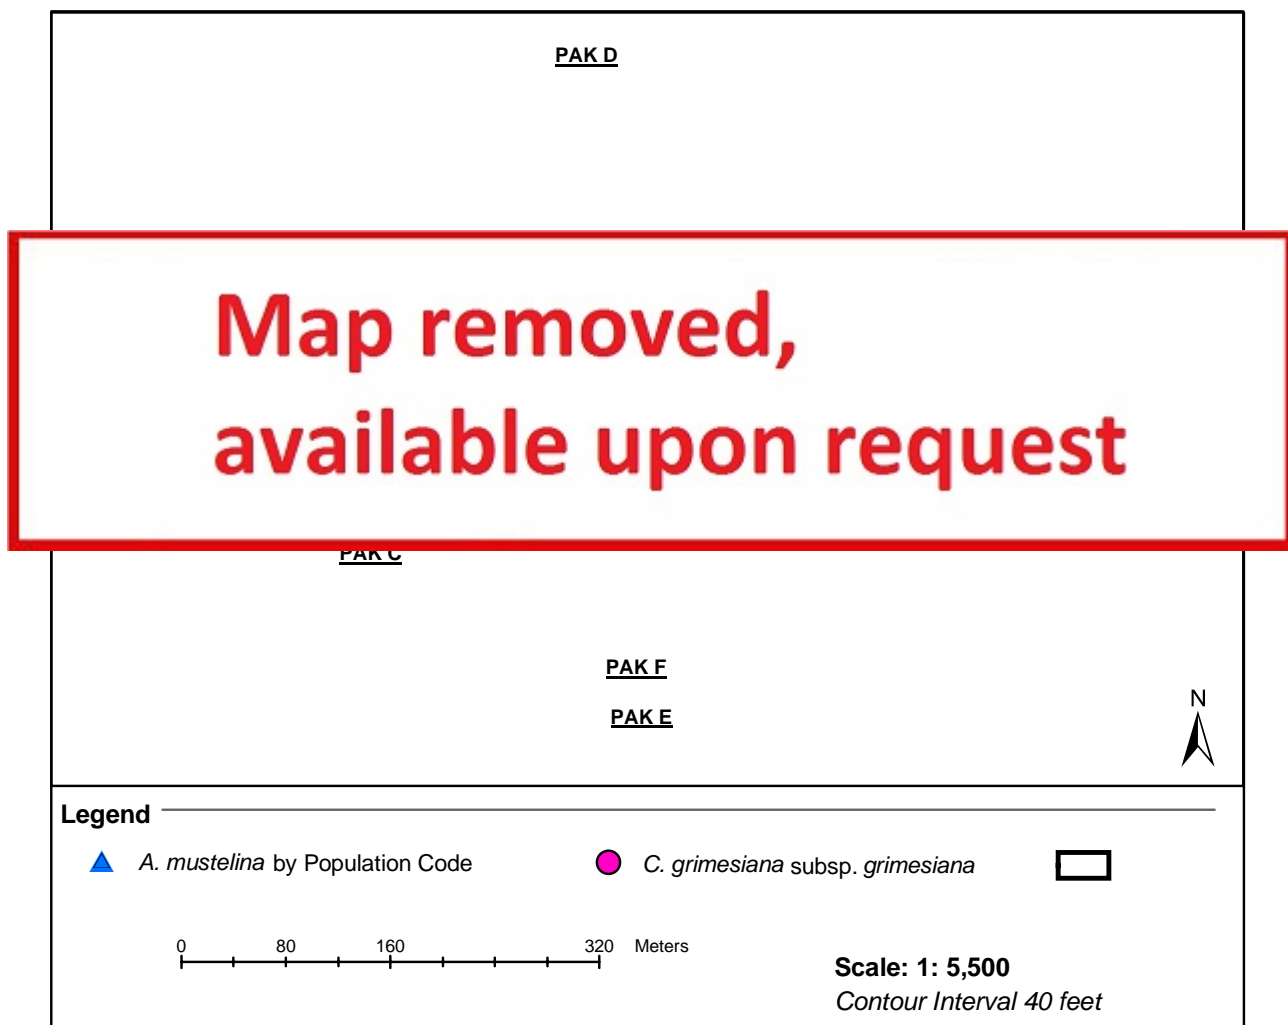 PAK D
Map removed,
available upon request
PAK C
PAK F
PAK E
N
Legend
A. mustelina by Population Code
C. grimesiana subsp. grimesiana
0 80 160 320 Meters
Scale: 1: 5,500
Contour Interval 40 feet